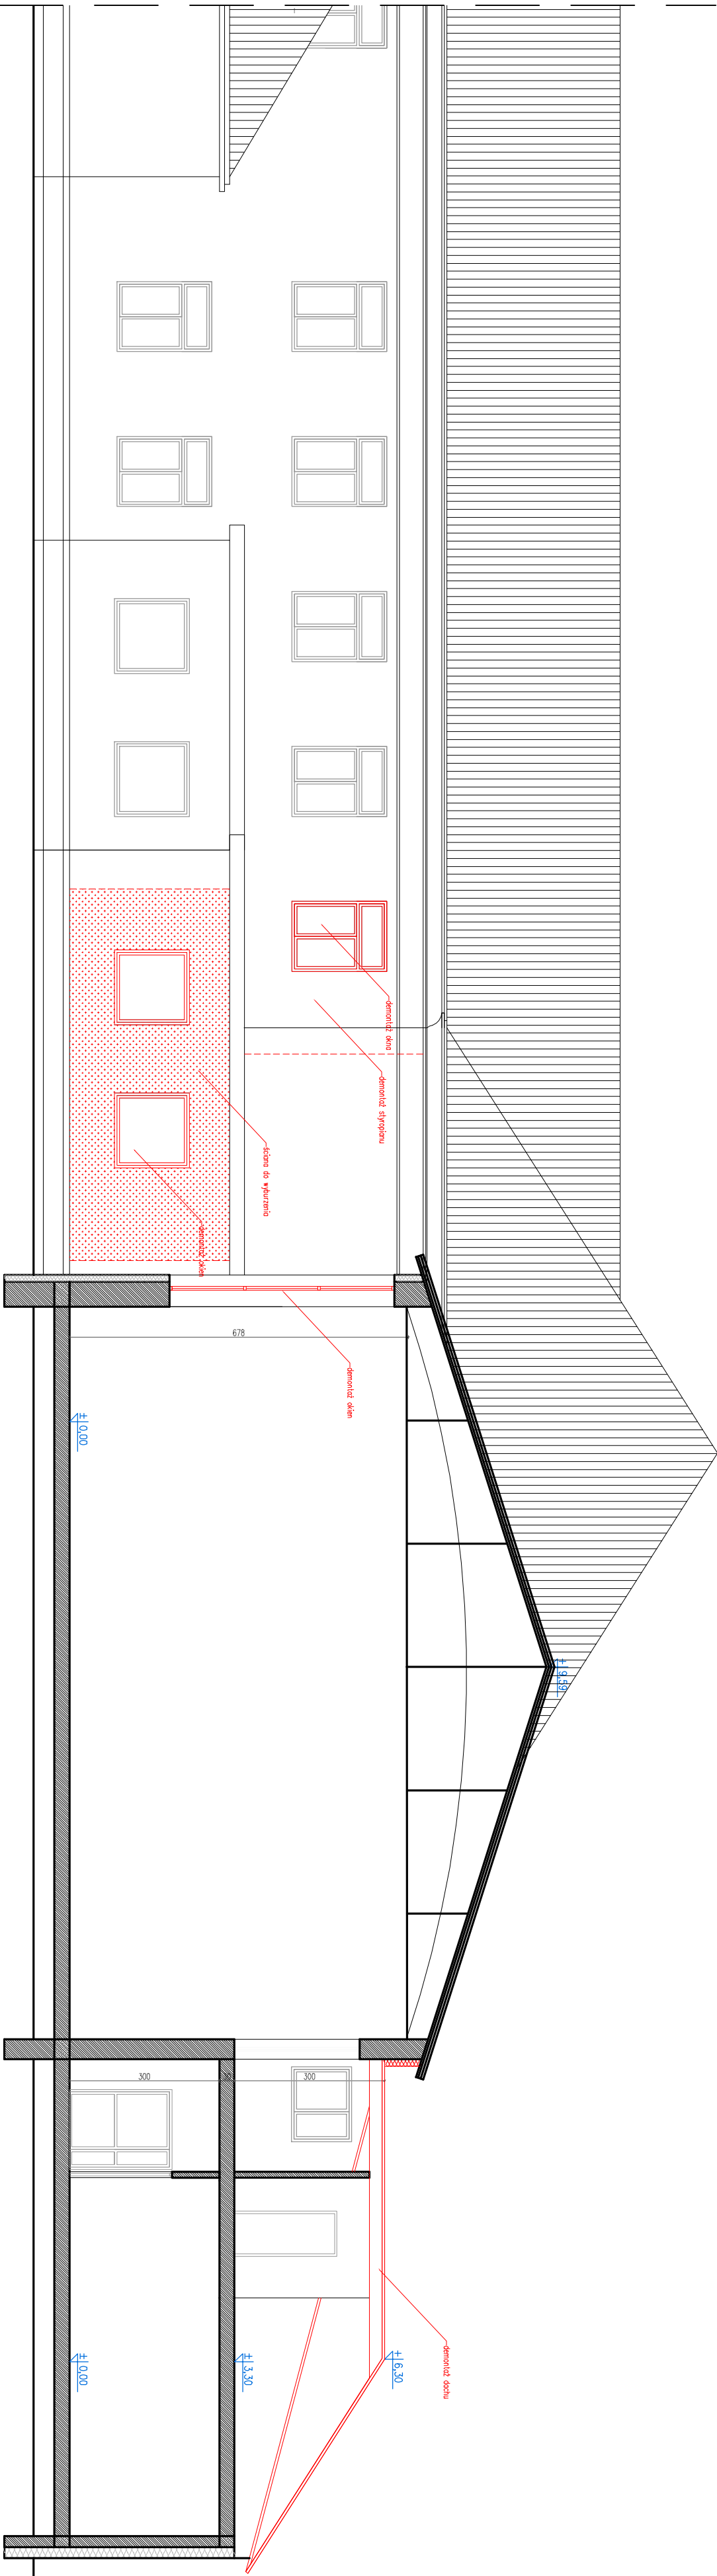 demontaż okna
demontaż styropianu
ściana do wyburzenia
demontaż okien
demontaż okien
678
± 0,00
+ 9,59
300
30
300
demontaż dachu
± 0,00
+ 3,30
+ 6,30